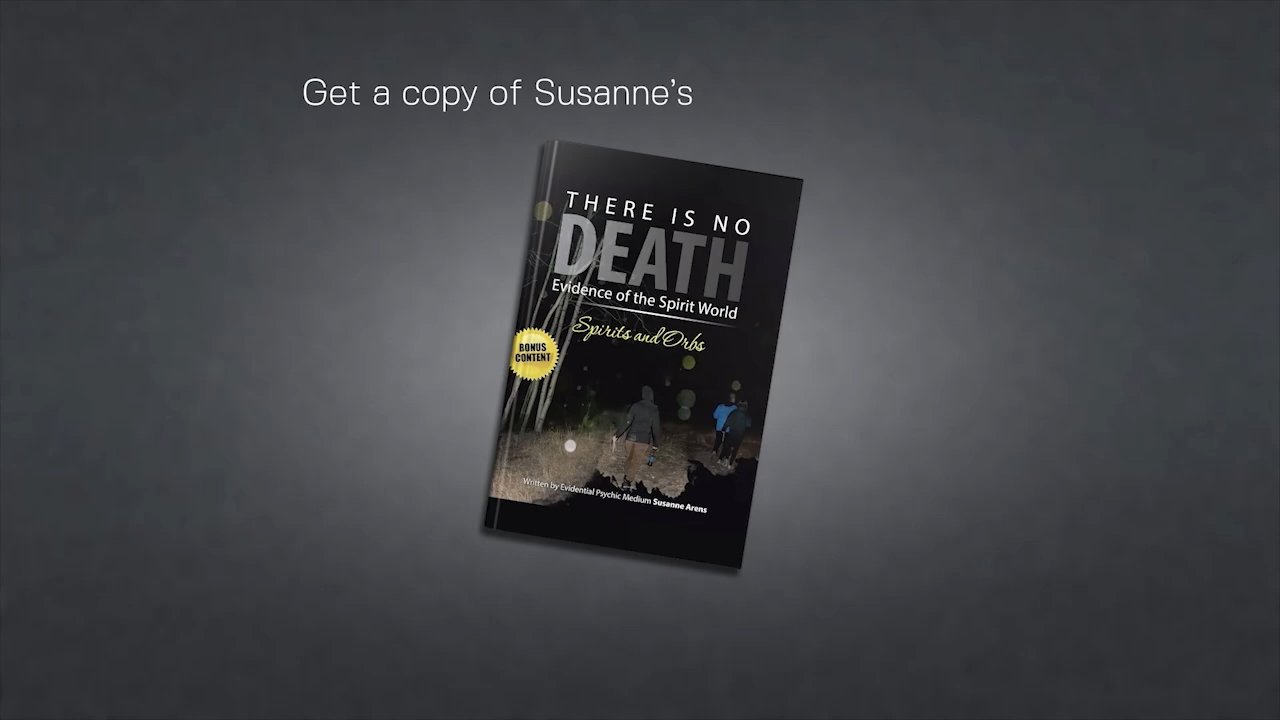 Get a copy of Susanne's
THERE IS NO
DEATH
Evidence of the Spirit World
Spirits and Orbs
BONUS
CONTENT
Written by Evidential Psychic Medium Susanne Arens